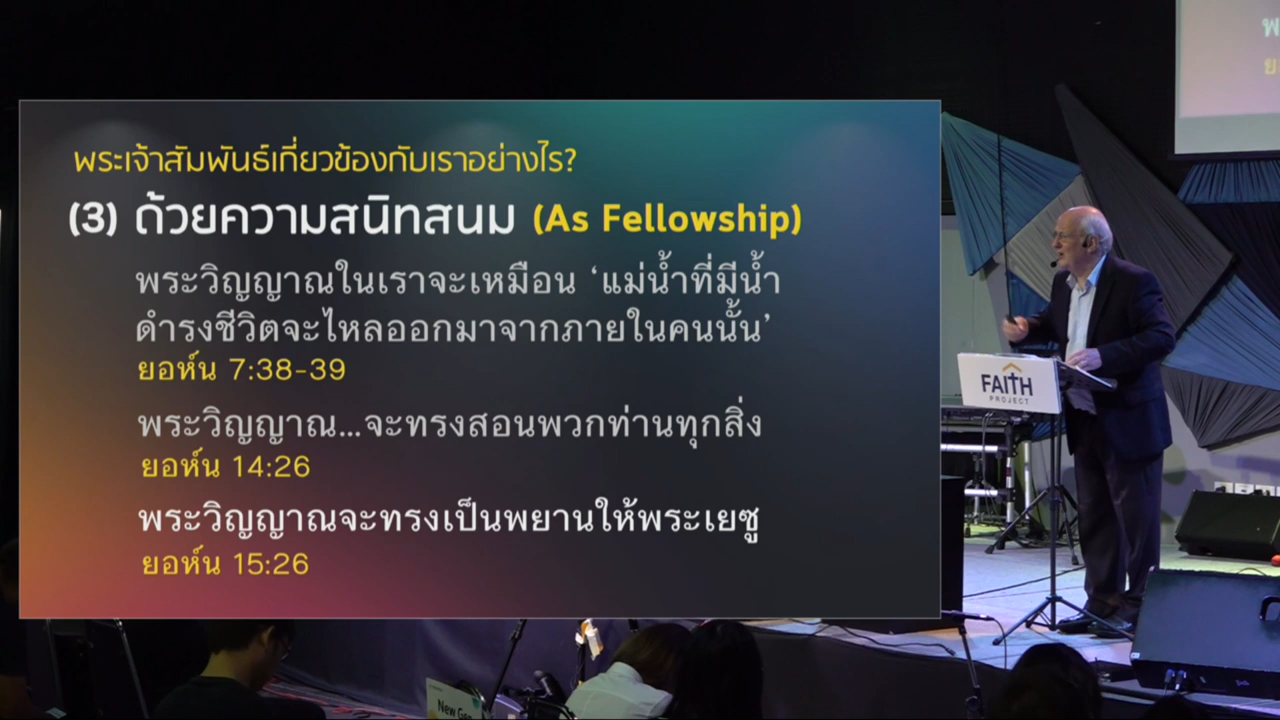 พระเจ้าสัมพันธ์เกี่ยวข้องกับเราอย่างไร?
(3) ด้วยความสนิทสนม (As Fellowship)
พระวิญญาณในเราจะเหมือน ‘แม่น้ำที่มีน้ำ
ดำรงชีวิตจะไหลออกมาจากภายในคนนั้น’
ยอห์น 7:38-39
พระวิญญาณ...จะทรงสอนพวกท่านทุกสิ่ง
ยอห์น 14:26
พระวิญญาณจะทรงเป็นพยานให้พระเยซู
ยอห์น 15:26
FAITH
PROJECT
New